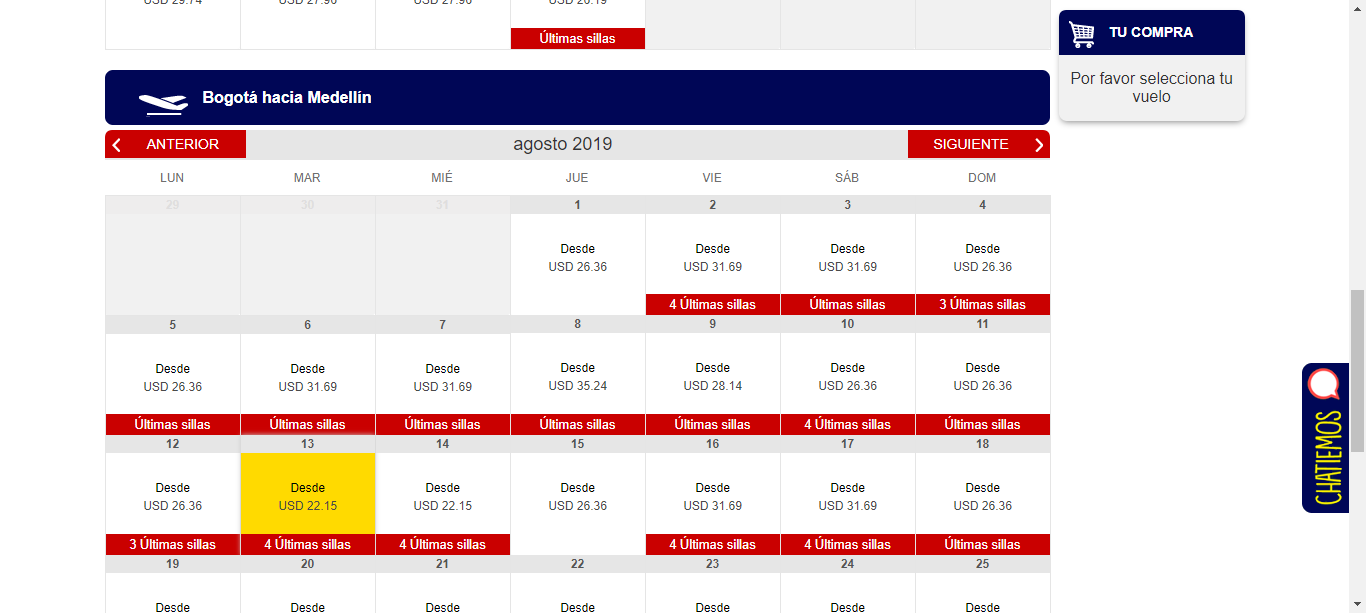 USD 29.74 USD 27.96 USD 27.96 USD 26.19
Últimas sillas
TU COMPRA
Por favor selecciona tu
vuelo
Bogotá hacia Medellín
ANTERIOR agosto 2019 SIGUIENTE
LUN MAR MIÉ JUE VIE SÁB DOM
29 30 31 1 2 3 4
Desde Desde Desde Desde
USD 26.36 USD 31.69 USD 31.69 USD 26.36
4 Últimas sillas Últimas sillas 3 Últimas sillas
5 6 7 8 9 10 11
Desde Desde Desde Desde Desde Desde Desde
USD 26.36 USD 31.69 USD 31.69 USD 35.24 USD 28.14 USD 26.36 USD 26.36
Últimas sillas Últimas sillas Últimas sillas Últimas sillas Últimas sillas 4 Últimas sillas Últimas sillas
CHATIEMOS
12 13 14 15 16 17 18
Desde Desde Desde Desde Desde Desde Desde
USD 26.36 USD 22.15 USD 22.15 USD 26.36 USD 31.69 USD 31.69 USD 26.36
3 Últimas sillas 4 Últimas sillas 4 Últimas sillas 4 Últimas sillas 4 Últimas sillas Últimas sillas
19 20 21 22 23 24 25
Desde Desde Desde Desde Desde Desde Desde